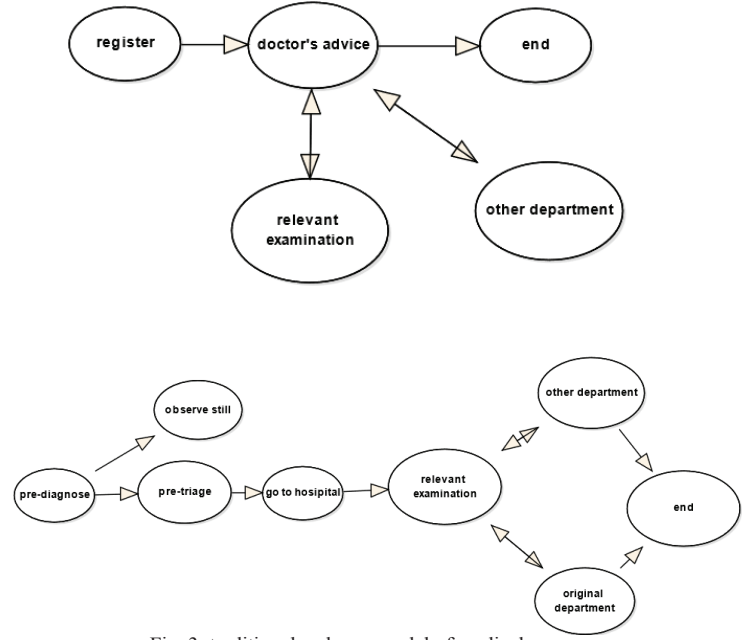 register
doctor's advice
end
relevant
examination
other department
other department
observe still
pre-diagnose
pre-triage
go to hosipital
relevant
examination
end
original
department